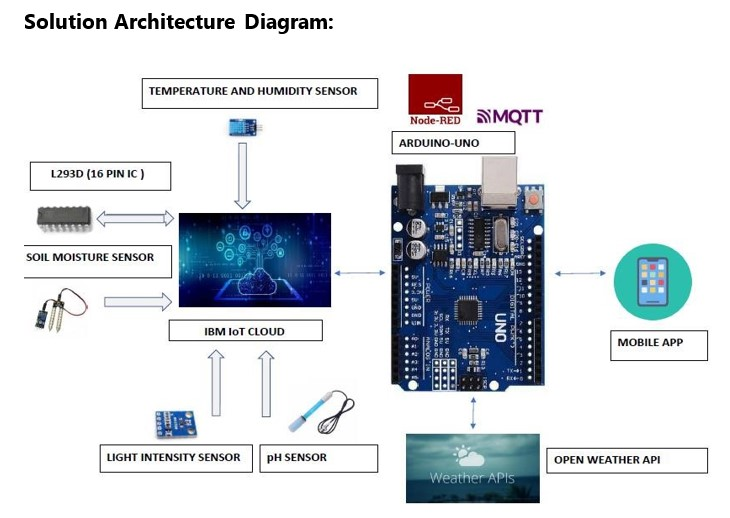 Solution Architecture Diagram:
TEMPERATURE AND HUMIDITY SENSOR
Node-RED
MQTT
ARDUINO-UNO
L293D (16 PIN IC )
SOIL MOISTURE SENSOR
IBM IoT CLOUD
UNO
MOBILE APP
LIGHT INTENSITY SENSOR
pH SENSOR
Weather APIs
OPEN WEATHER API